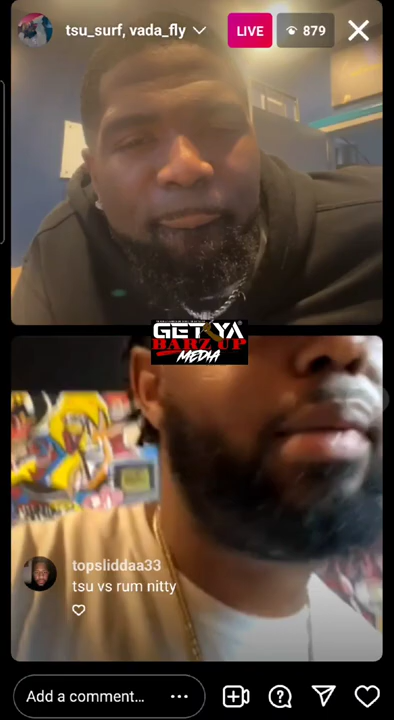 tsu_surf, vada_fly
LIVE
879
GET YA
BARZ UP
MEDIA
topsliddaa33
tsu vs rum nitty
Add a comment...